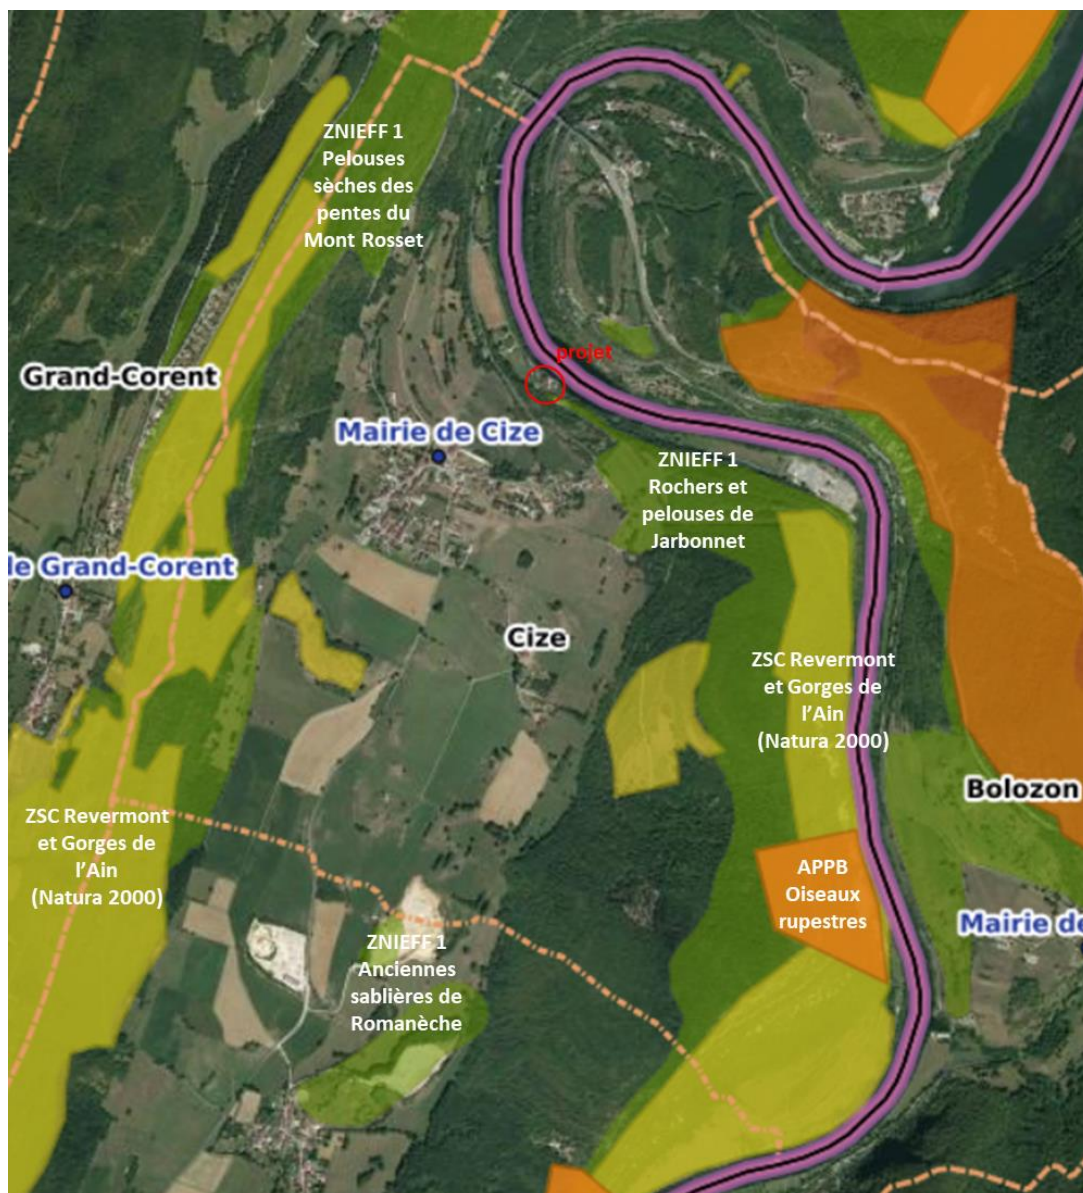 ZNIEFF 1
Pelouses
sèches des
pentes du
Mont Rosset
projet
Grand-Corent
Mairie de Cize
ZNIEFF 1
Rochers et
pelouses de
Jarbonnet
le Grand-Corent
Cize
ZSC Revermont
et Gorges de
l'Ain
(Natura 2000)
Bolozon
ZSC Revermont
et Gorges de
l'Ain
(Natura 2000)
APPB
Oiseaux
rupestres
Mairie de
ZNIEFF 1
Anciennes
sablières de
Romanèche